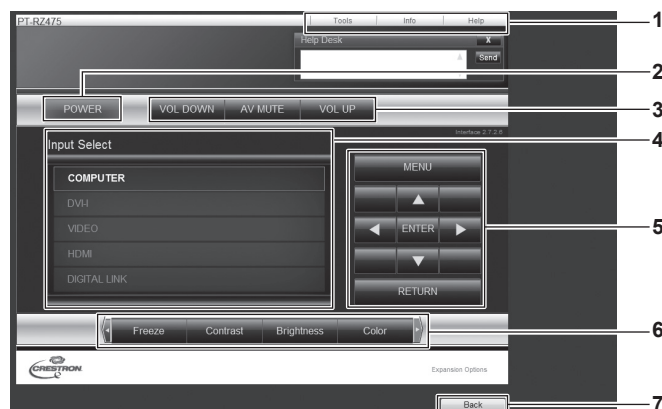 PT-RZ475
Tools Info Help
1
Help Desk X
Send
2
POWER VOL DOWN AV MUTE VOL UP
3
Interface 2.7.2.6
4
Input Select
COMPUTER
DVI-I
VIDEO
HDMI
DIGITAL LINK
MENU
ENTER
5
RETURN
Freeze Contrast Brightness Color
6
CRESTRON
Expansion Options
Back
7